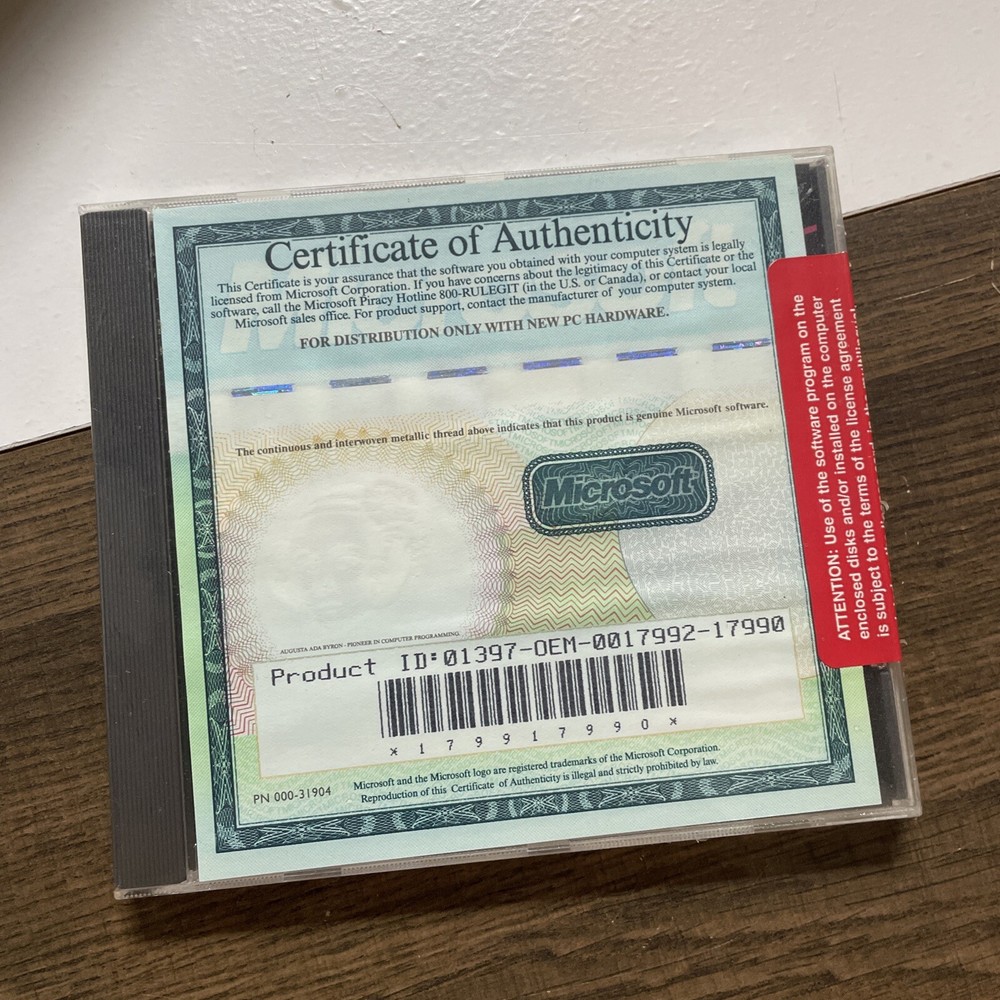 Certificate of Authenticity
This Certificate is your assurance that the software you obtained with your computer system is legally
licensed from Microsoft Corporation. If you have concerns about the legitimacy of this Certificate or the
software, call the Microsoft Piracy Hotline 800-RULEGIT (in the U.S. or Canada), or contact your local
Microsoft sales office. For product support, contact the manufacturer of your computer system.
FOR DISTRIBUTION ONLY WITH NEW PC HARDWARE.
The continuous and interwoven metallic thread above indicates that this product is genuine Microsoft software.
Microsoft
AUGUSTA ADA BYRON - PIONEER IN COMPUTER PROGRAMMING
Product ID:01397-OEM-0017992-17990
*179917990*
Microsoft and the Microsoft logo are registered trademarks of the Microsoft Corporation.
PN 000-31904
Reproduction of this Certificate of Authenticity is illegal and strictly prohibited by law.
ATTENTION: Use of the software program on the
enclosed disks and/or installed on the computer
is subject to the terms of the license agreement